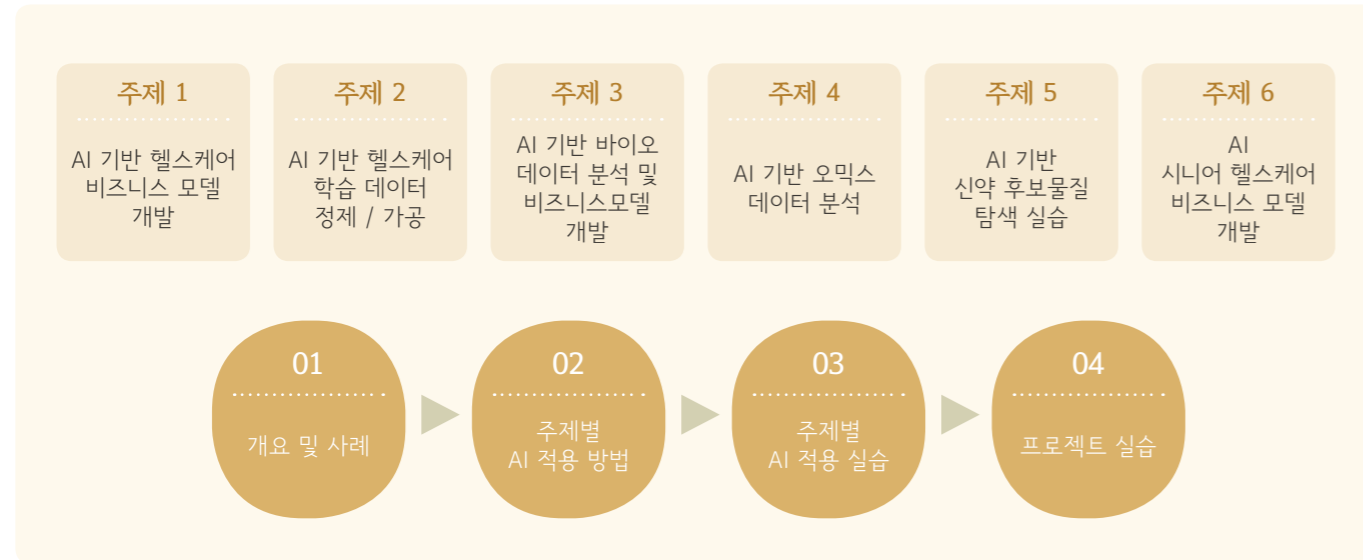 주제 1
AI 기반 헬스케어
비즈니스 모델
개발
주제 2
AI 기반 헬스케어
학습 데이터
정제 / 가공
주제 3
AI 기반 바이오
데이터 분석 및
비즈니스모델
개발
주제 4
AI 기반 오믹스
데이터 분석
주제 5
AI 기반
신약 후보물질
탐색 실습
주제 6
AI
시니어 헬스케어
비즈니스 모델
개발
01
개요 및 사례
02
주제별
AI 적용 방법
03
주제별
AI 적용 실습
04
프로젝트 실습